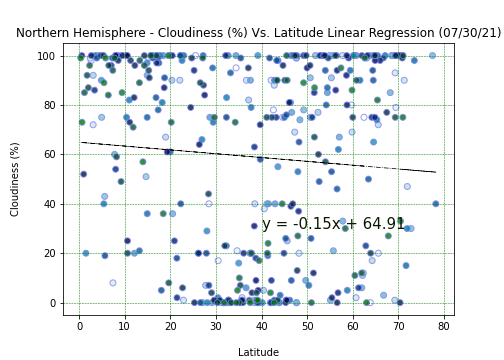 Northern Hemisphere - Cloudiness (%) Vs. Latitude Linear Regression (07/30/21)
100
80
60
40
20
0
Cloudiness (%)
y = -0.15x + 64.91
0 10 20 30 40 50 60 70 80
Latitude